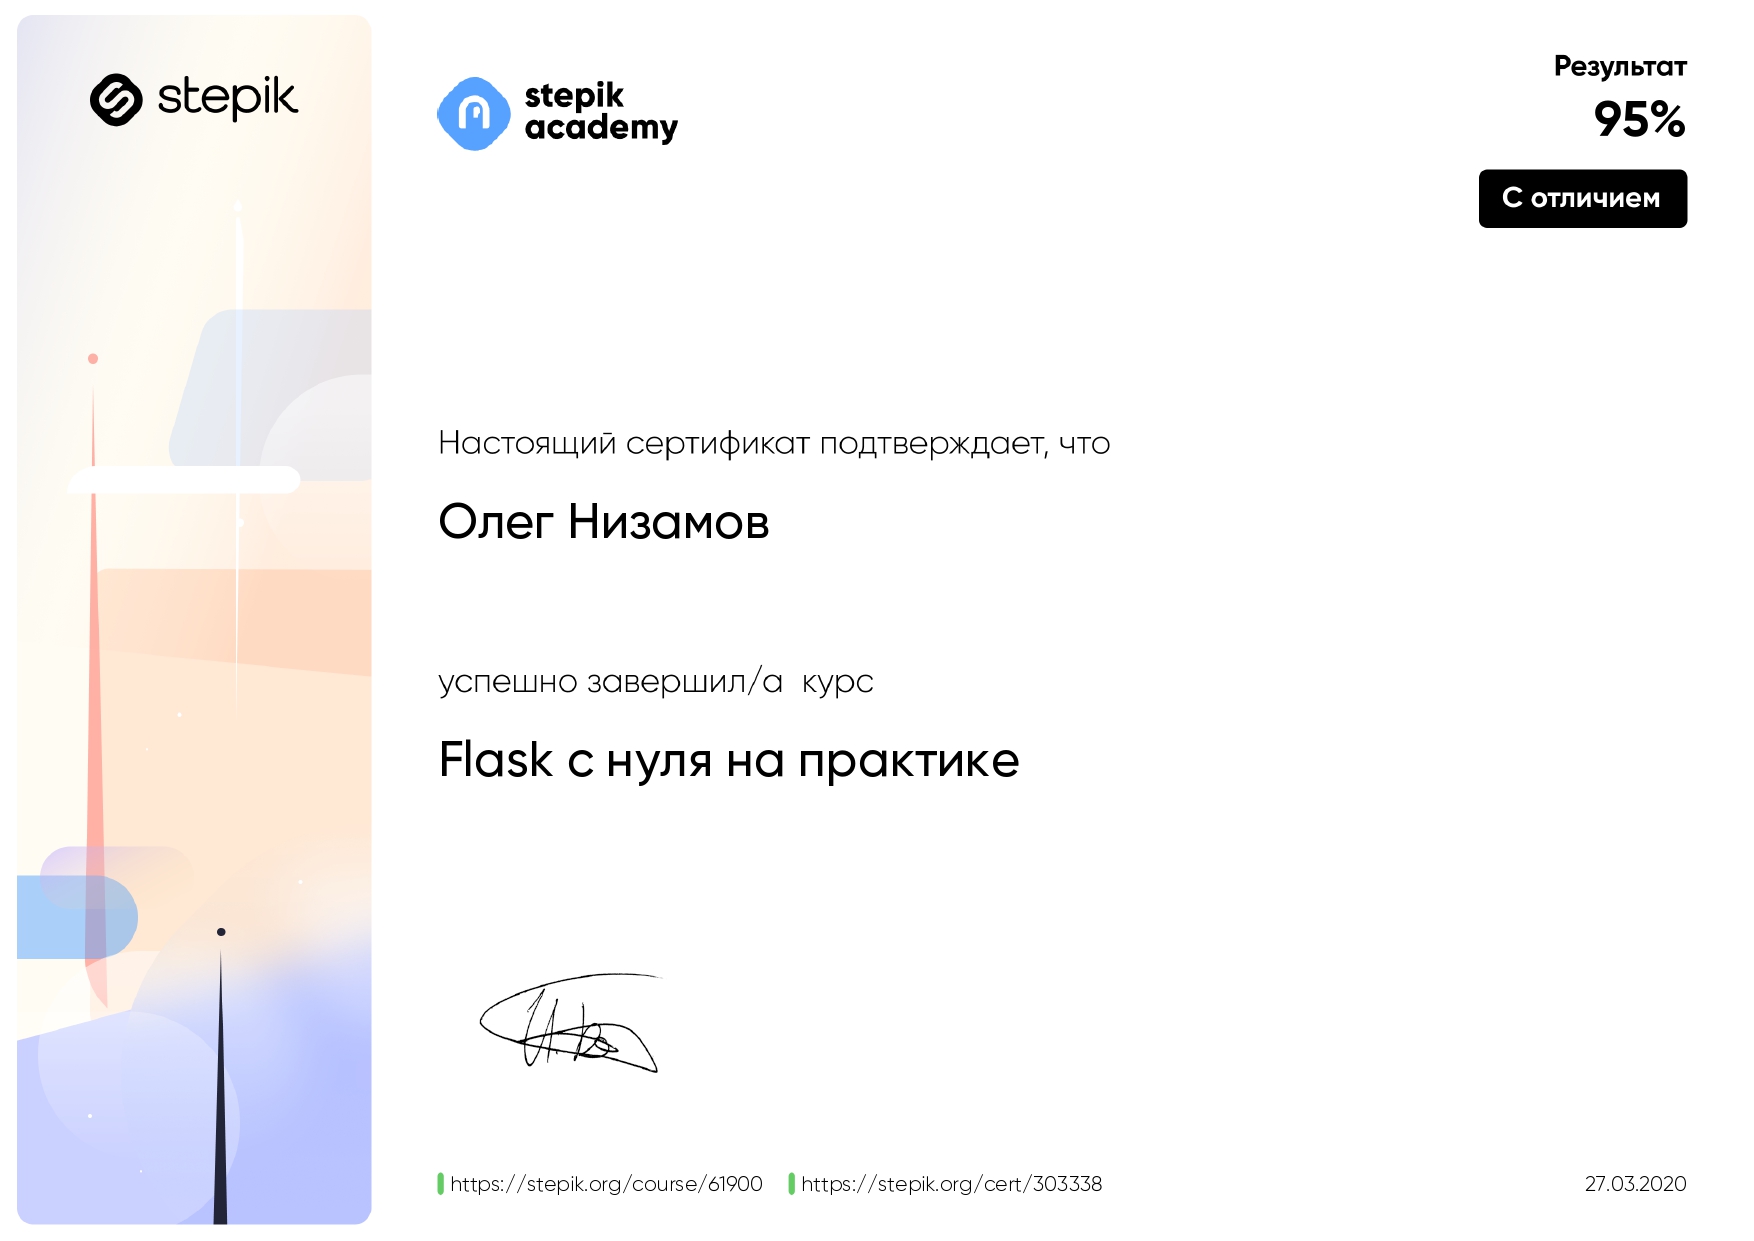 stepik
stepik
academy
Результат
95%
С отличием
Настоящий сертификат подтверждает, что
Олег Низамов
успешно завершил/а курс
Flask с нуля на практике
https://stepik.org/course/61900
https://stepik.org/cert/303338
27.03.2020